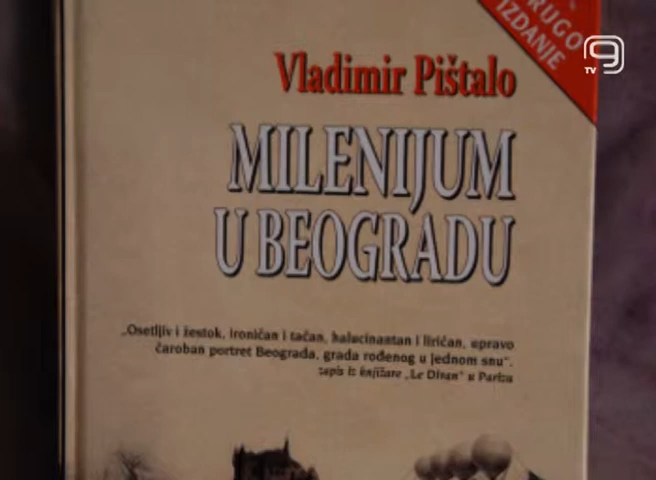 DRUGO
IZDANJE
TV 9
Vladimir Pištalo
MILENIJUM
U BEOGRADU
„Osetljiv i žestok, ironičan i tačan, halucinantan i liričan, upravo
čaroban portret Beograda, grada rođenog u jednom snu“.
zapis iz knjižare „Le Divan“ u Parizu